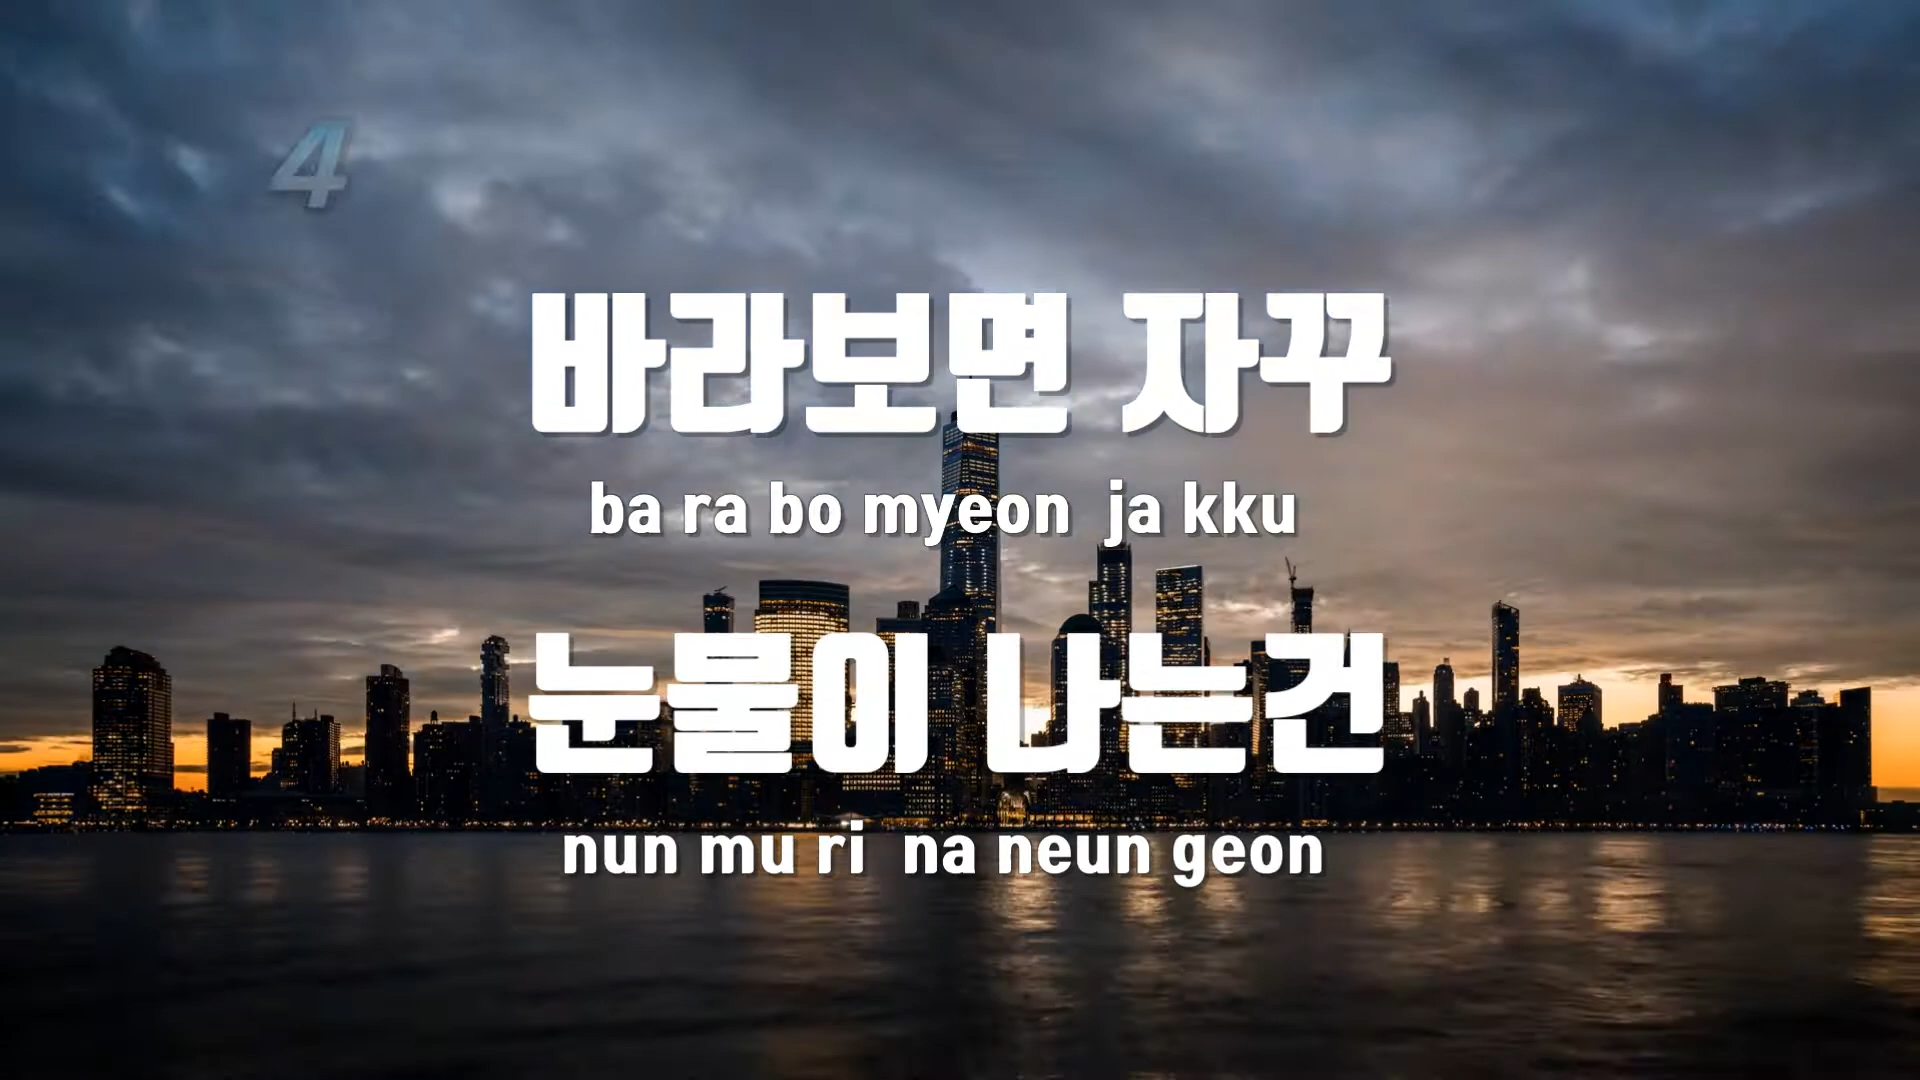 4
바라보면 자꾸
ba ra bo myeon ja kku
눈물이 나는건
nun mu ri na neun geon